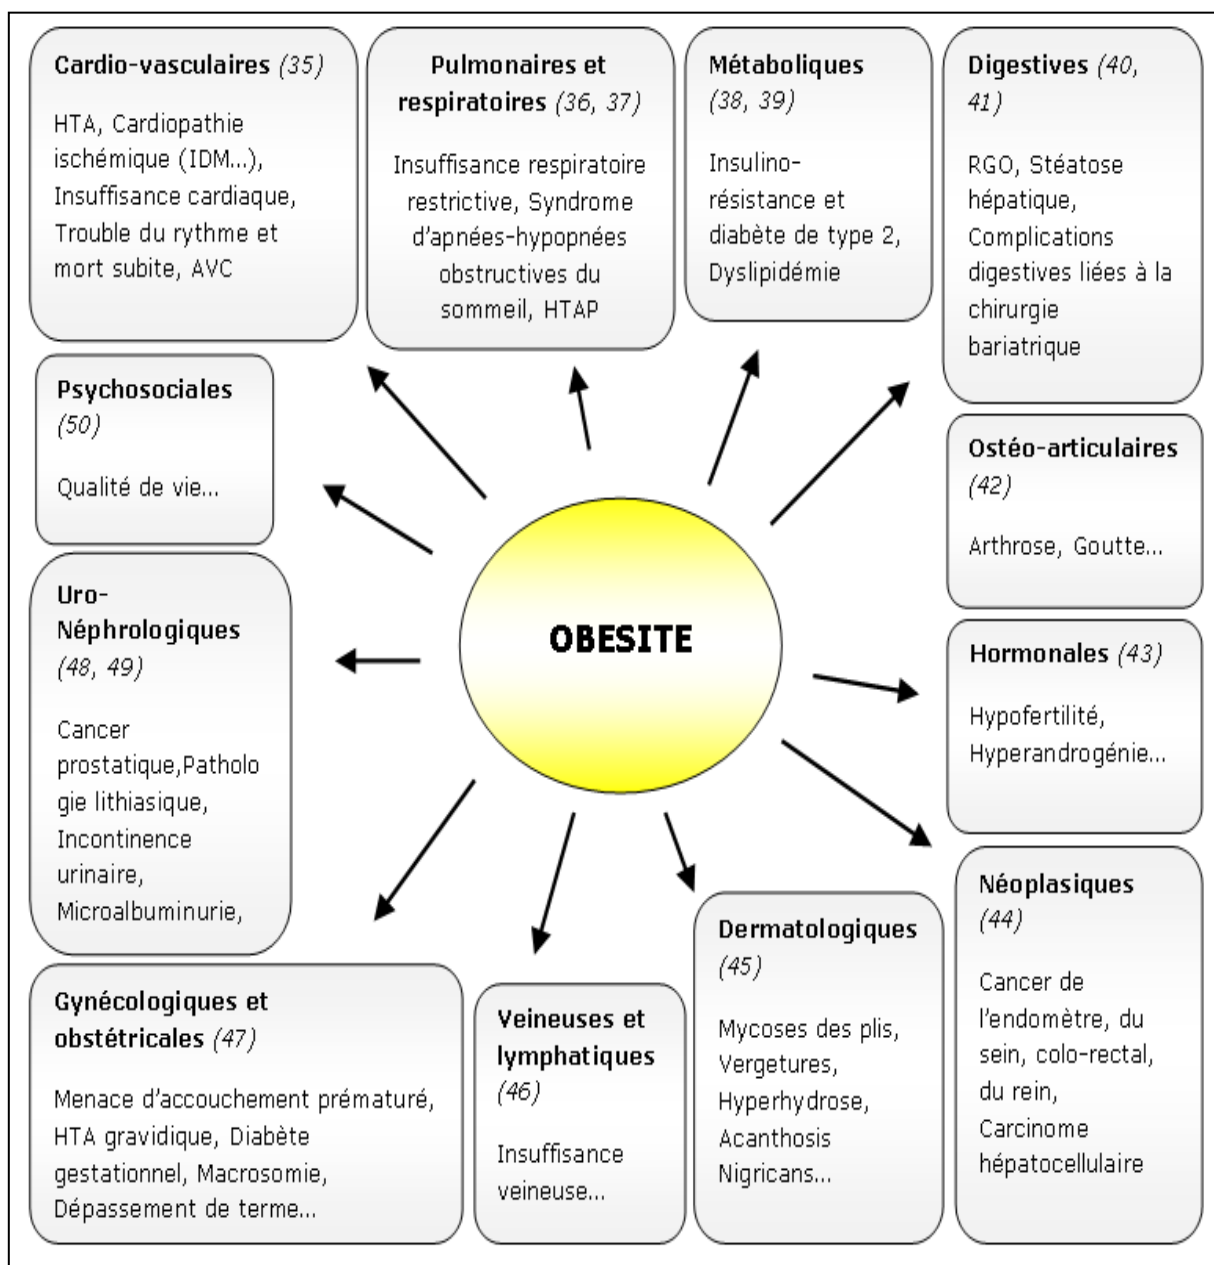 Cardio-vasculaires (35)
HTA, Cardiopathie
ischémique (IDM...),
Insuffisance cardiaque,
Trouble du rythme et
mort subite, AVC
Pulmonaires et
respiratoires (36, 37)
Insuffisance respiratoire
restrictive, Syndrome
d'apnées-hypopnées
obstructives du
sommeil, HTAP
Métaboliques
(38, 39)
Insulino-
résistance et
diabète de type 2,
Dyslipidémie
Digestives (40,
41)
RGO, Stéatose
hépatique,
Complications
digestives liées à la
chirurgie
bariatrique
Psychosociales
(50)
Qualité de vie...
Ostéo-articulaires
(42)
Arthrose, Goutte...
Uro-
Néphrologiques
(48, 49)
Cancer
prostatique,Patholo
gie lithiasique,
Incontinence
urinaire,
Microalbuminurie,
OBESITE
Hormonales (43)
Hypofertilité,
Hyperandrogénie...
Néoplasiques
(44)
Cancer de
l'endomètre, du
sein, colo-rectal,
du rein,
Carcinome
hépatocellulaire
Gynécologiques et
obstétricales (47)
Menace d'accouchement prématuré,
HTA gravidique, Diabète
gestationnel, Macrosomie,
Dépassement de terme...
Veineuses et
lymphatiques
(46)
Insuffisance
veineuse...
Dermatologiques
(45)
Mycoses des plis,
Vergetures,
Hyperhydrose,
Acanthosis
Nigricans...